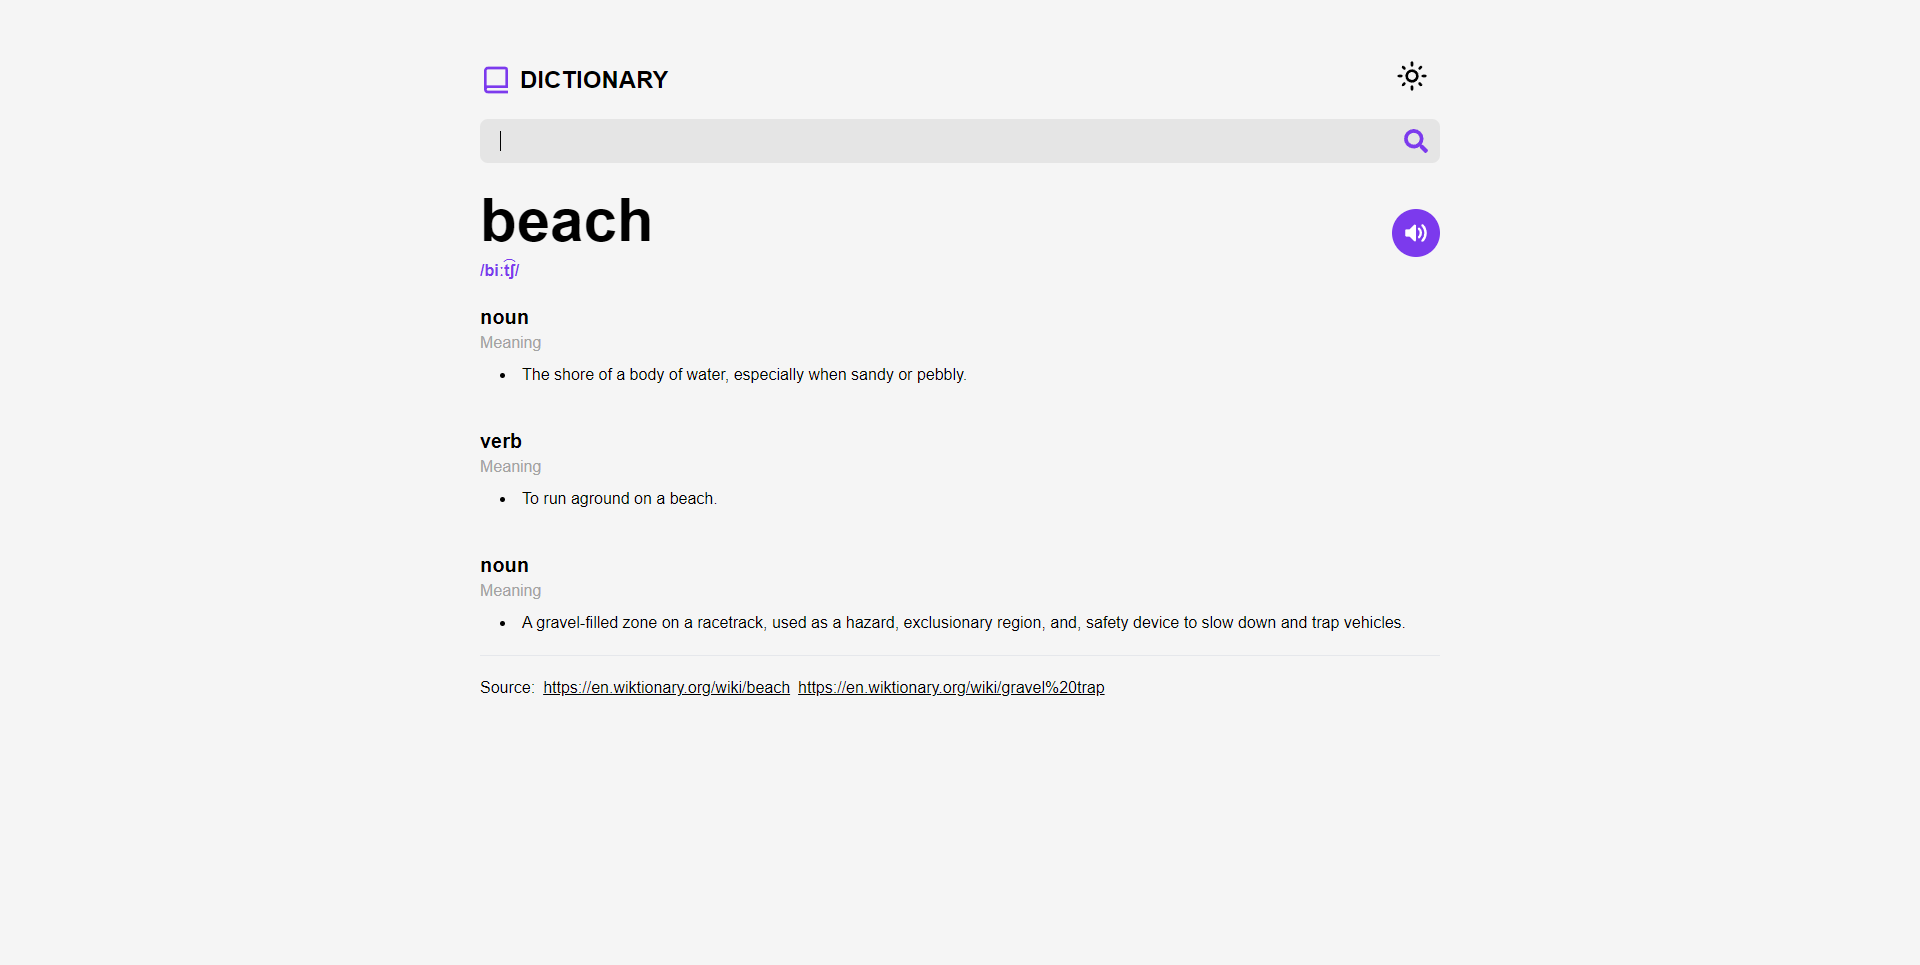 DICTIONARY
beach
/biːt͡ʃ/
noun
Meaning
The shore of a body of water, especially when sandy or pebbly.
verb
Meaning
To run aground on a beach.
noun
Meaning
A gravel-filled zone on a racetrack, used as a hazard, exclusionary region, and, safety device to slow down and trap vehicles.
Source: https://en.wiktionary.org/wiki/beach https://en.wiktionary.org/wiki/gravel%20trap